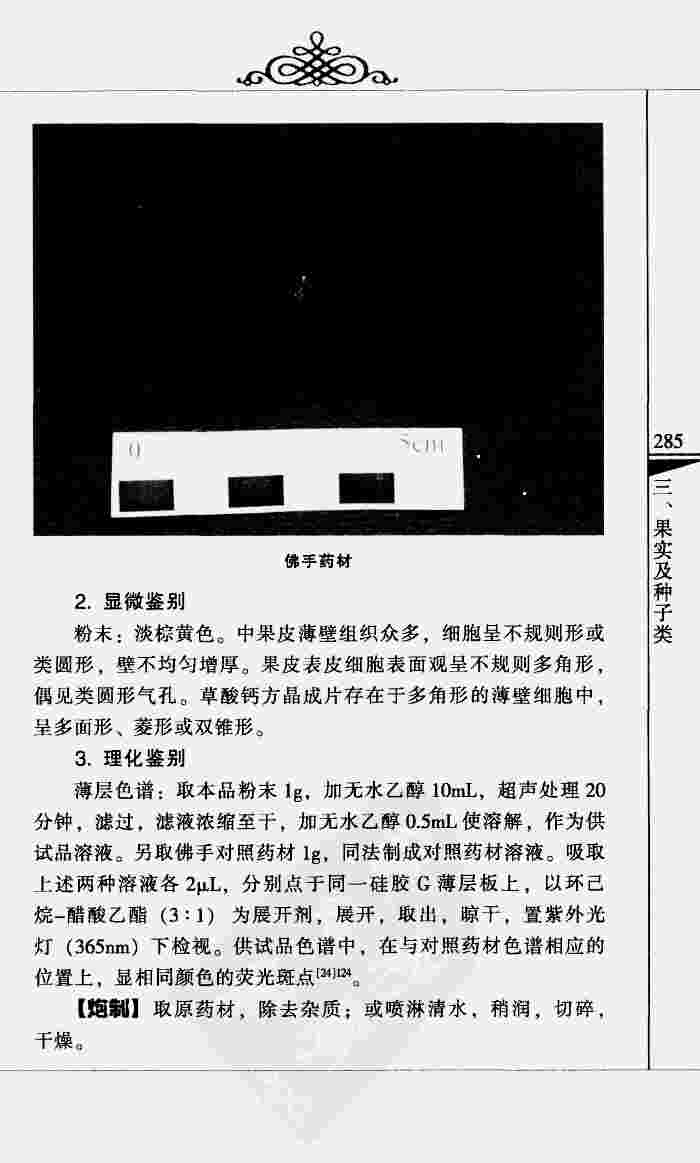 0 5cm
佛手药材
2. 显微鉴别
粉末：淡棕黄色。中果皮薄壁组织众多，细胞呈不规则形或
类圆形，壁不均匀增厚。果皮表皮细胞表面观呈不规则多角形，
偶见类圆形气孔。草酸钙方晶成片存在于多角形的薄壁细胞中，
呈多面形、菱形或双锥形。
3. 理化鉴别
薄层色谱：取本品粉末 1g，加无水乙醇 10mL，超声处理 20
分钟，滤过，滤液浓缩至干，加无水乙醇 0.5mL 使溶解，作为供
试品溶液。另取佛手对照药材 1g，同法制成对照药材溶液。吸取
上述两种溶液各 2μL，分别点于同一硅胶 G 薄层板上，以环己
烷-醋酸乙酯（3∶1）为展开剂，展开，取出，晾干，置紫外光
灯（365nm）下检视。供试品色谱中，在与对照药材色谱相应的
位置上，显相同颜色的荧光斑点[24]124。
【炮制】 取原药材，除去杂质；或喷淋清水，稍润，切碎，
干燥。
285
三、果实及种子类